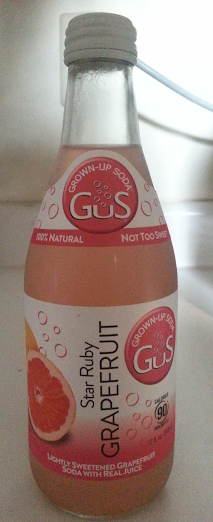 GROWN-UP SODA
GuS
100% NATURAL NOT TOO SWEET
GROWN-UP SODA
GuS
Star Ruby
GRAPEFRUIT
CALORIES
90
LIGHTLY SWEETENED GRAPEFRUIT
SODA WITH REAL JUICE